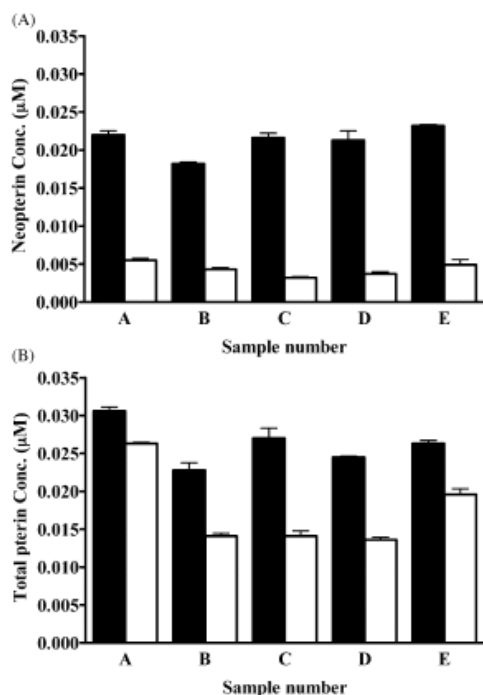 (A)
Neopterin Conc. (µM)
0.035
0.030
0.025
0.020
0.015
0.010
0.005
0.000
A B C D E
Sample number
(B)
Total pterin Conc. (µM)
0.035
0.030
0.025
0.020
0.015
0.010
0.005
0.000
A B C D E
Sample number